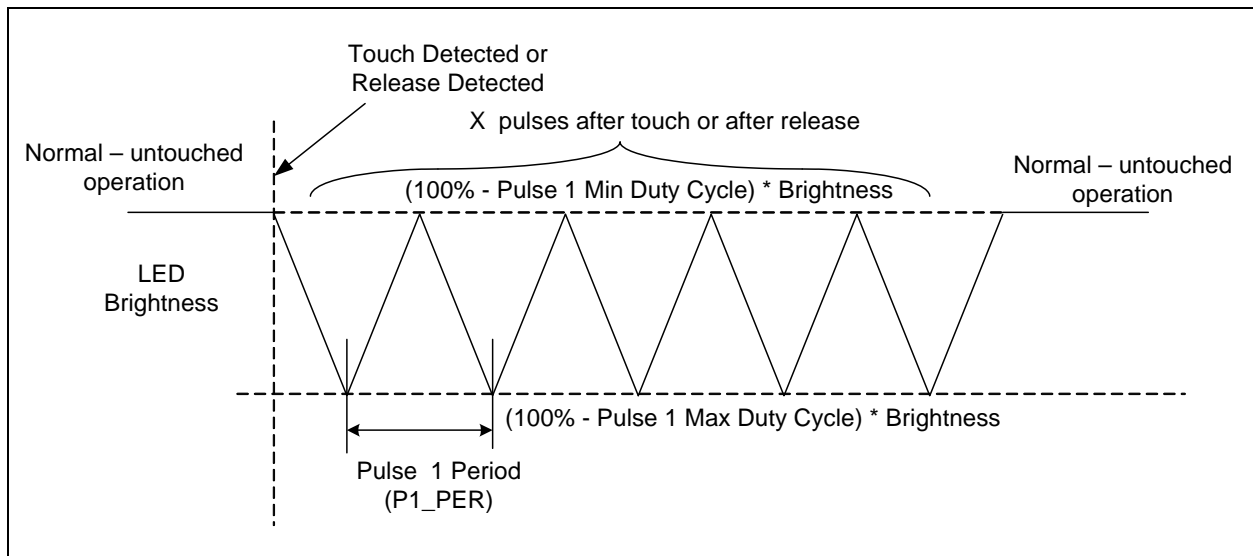 Touch Detected or
Release Detected
X pulses after touch or after release
Normal – untouched
operation
(100% - Pulse 1 Min Duty Cycle) * Brightness
Normal – untouched
operation
LED
Brightness
(100% - Pulse 1 Max Duty Cycle) * Brightness
Pulse 1 Period
(P1_PER)